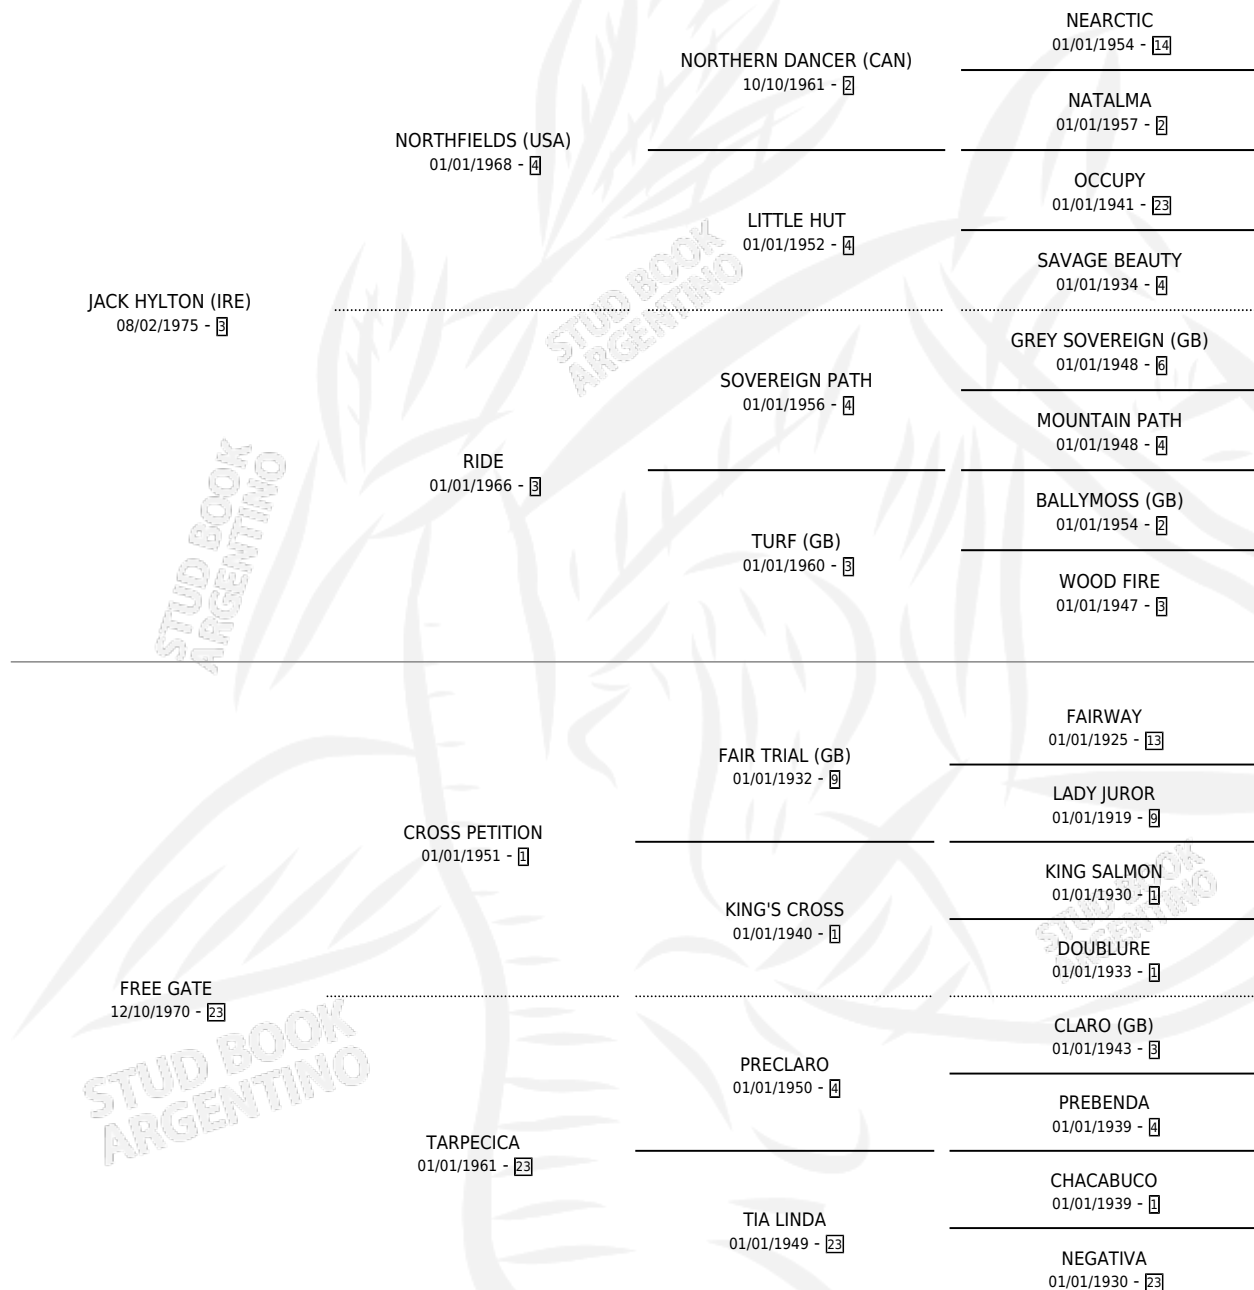 NEARCTIC
01/01/1954 - 14
NORTHERN DANCER (CAN)
10/10/1961 - 2
NATALMA
01/01/1957 - 2
NORTHFIELDS (USA)
01/01/1968 - 4
OCCUPY
01/01/1941 - 23
LITTLE HUT
01/01/1952 - 4
SAVAGE BEAUTY
01/01/1934 - 4
JACK HYLTON (IRE)
08/02/1975 - 3
GREY SOVEREIGN (GB)
01/01/1948 - 6
SOVEREIGN PATH
01/01/1956 - 4
MOUNTAIN PATH
01/01/1948 - 4
RIDE
01/01/1966 - 3
BALLYMOSS (GB)
01/01/1954 - 2
TURF (GB)
01/01/1960 - 3
WOOD FIRE
01/01/1947 - 3
FAIRWAY
01/01/1925 - 13
FAIR TRIAL (GB)
01/01/1932 - 9
LADY JUROR
01/01/1919 - 9
CROSS PETITION
01/01/1951 - 1
KING SALMON
01/01/1930 - 1
KING'S CROSS
01/01/1940 - 1
DOUBLURE
01/01/1933 - 1
FREE GATE
12/10/1970 - 23
CLARO (GB)
01/01/1943 - 3
PRECLARO
01/01/1950 - 4
PREBENDA
01/01/1939 - 4
TARPECICA
01/01/1961 - 23
CHACABUCO
01/01/1939 - 1
TIA LINDA
01/01/1949 - 23
NEGATIVA
01/01/1930 - 23
STUD BOOK
ARGENTINO
STUD BOOK
ARGENTINO
STUD BOOK
ARGENTINO
STUD BOOK
ARGENTINO